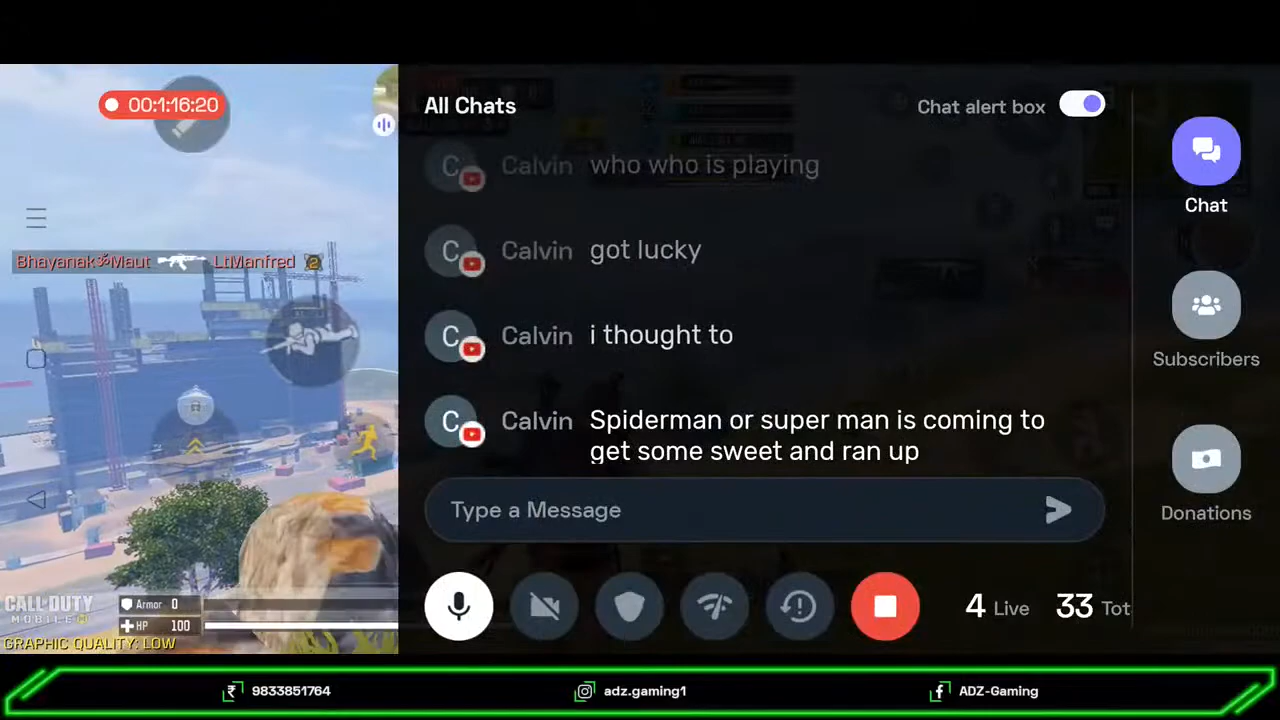 00:1:16:20
BhayanakॐMaut LtManfred 2
CALL OF DUTY
MOBILE
Armor 0
HP 100
GRAPHIC QUALITY: LOW
All Chats
Chat alert box
C Calvin who who is playing
C Calvin got lucky
C Calvin i thought to
C Calvin Spiderman or super man is coming to
get some sweet and ran up
Type a Message
4 Live 33 Tot
Chat
Subscribers
Donations
₹ 9833851764
adz.gaming1
ADZ-Gaming